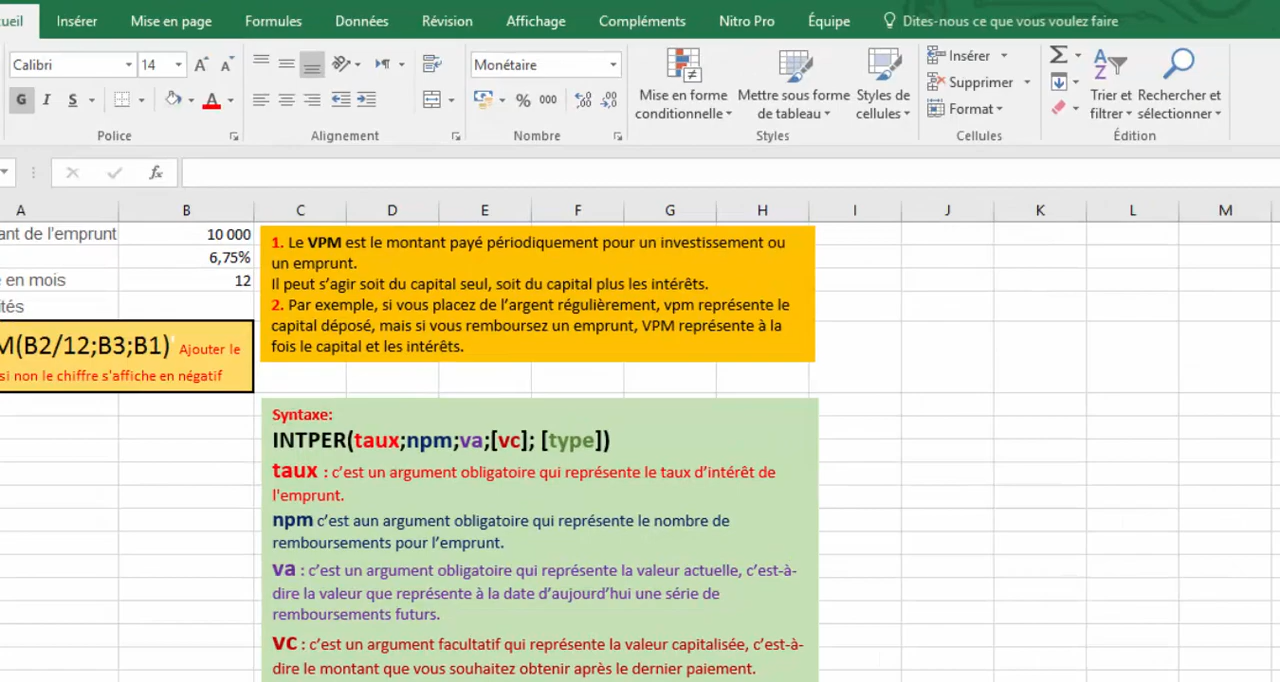 cueil Insérer Mise en page Formules Données Révision Affichage Compléments Nitro Pro Équipe Dites-nous ce que vous voulez faire
Calibri 14 Monétaire
Insérer
Supprimer
Format
G I S % 000
Mise en forme conditionnelle
Mettre sous forme de tableau
Styles de cellules
Trier et filtrer
Rechercher et sélectionner
Police Alignement Nombre Styles Cellules Édition
fx
A B C D E F G H I J K L M
ant de l'emprunt 10 000
6,75%
e en mois 12
ités
M(B2/12;B3;B1) Ajouter le
si non le chiffre s'affiche en négatif
1. Le VPM est le montant payé périodiquement pour un investissement ou
un emprunt.
Il peut s’agir soit du capital seul, soit du capital plus les intérêts.
2. Par exemple, si vous placez de l’argent régulièrement, vpm représente le
capital déposé, mais si vous remboursez un emprunt, VPM représente à la
fois le capital et les intérêts.
Syntaxe:
INTPER(taux;npm;va;[vc]; [type])
taux : c’est un argument obligatoire qui représente le taux d’intérêt de
l'emprunt.
npm c’est aun argument obligatoire qui représente le nombre de
remboursements pour l’emprunt.
va : c’est un argument obligatoire qui représente la valeur actuelle, c’est-à-
dire la valeur que représente à la date d’aujourd’hui une série de
remboursements futurs.
vc : c’est un argument facultatif qui représente la valeur capitalisée, c’est-à-
dire le montant que vous souhaitez obtenir après le dernier paiement.